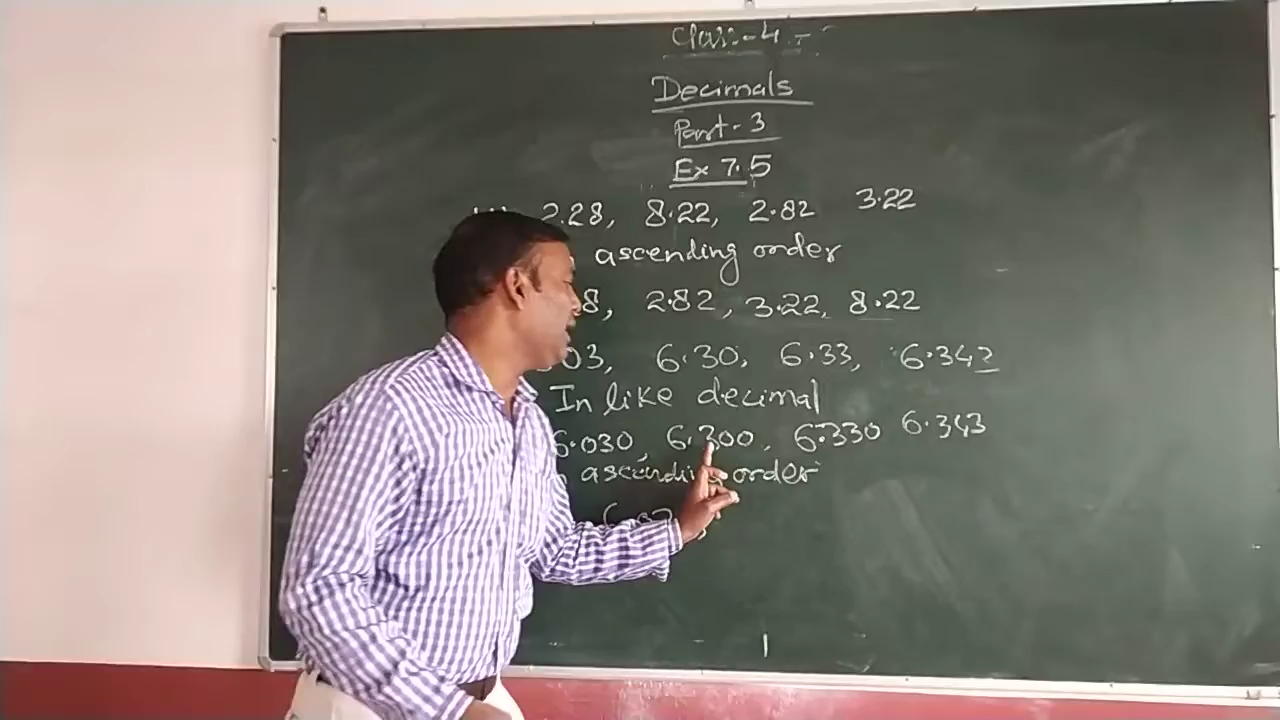 Class-4
Decimals
Part-3
Ex 7.5
2.28, 8.22, 2.82 3.22
ascending order
8, 2.82, 3.22, 8.22
03, 6.30, 6.33, 6.342
In like decimal
6.030, 6.300, 6.330 6.343
ascending order